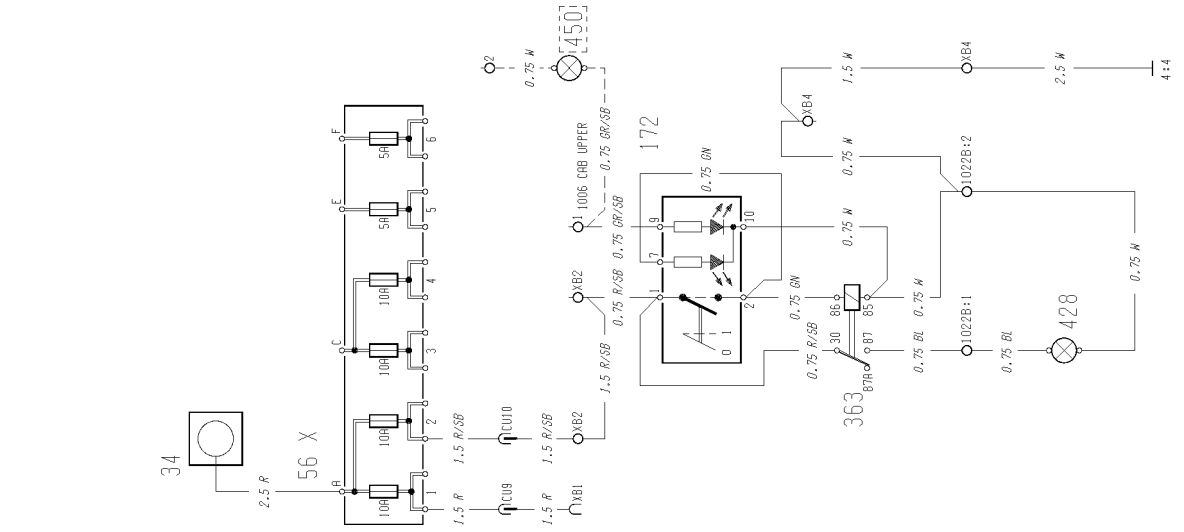 34
2.5 R
56 X
A
C
E
F
10A
10A
10A
10A
5A
5A
1
2
3
4
5
6
1.5 R
CU9
1.5 R
XB1
1.5 R/SB
CU10
1.5 R/SB
XB2
1.5 R/SB
XB2
0.75 R/SB
2
0.75 W
450
0.75 GR/SB
1 1006 CAB UPPER
0.75 GR/SB
172
0.75 GN
9
7
1
10
2
0 1
0.75 GN
0.75 W
0.75 R/SB
86
85
30
87
87A
363
0.75 W
0.75 BL
1022B:1
0.75 BL
428
0.75 W
1022B:2
0.75 W
XB4
1.5 W
XB4
2.5 W
4:4